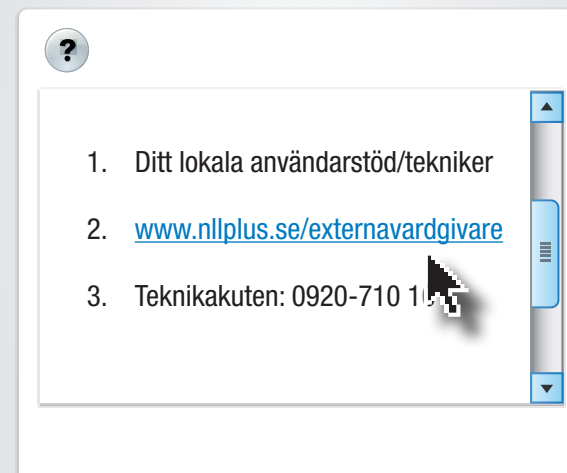 ?
1. Ditt lokala användarstöd/tekniker
2. www.nllplus.se/externavardgivare
3. Teknikakuten: 0920-710